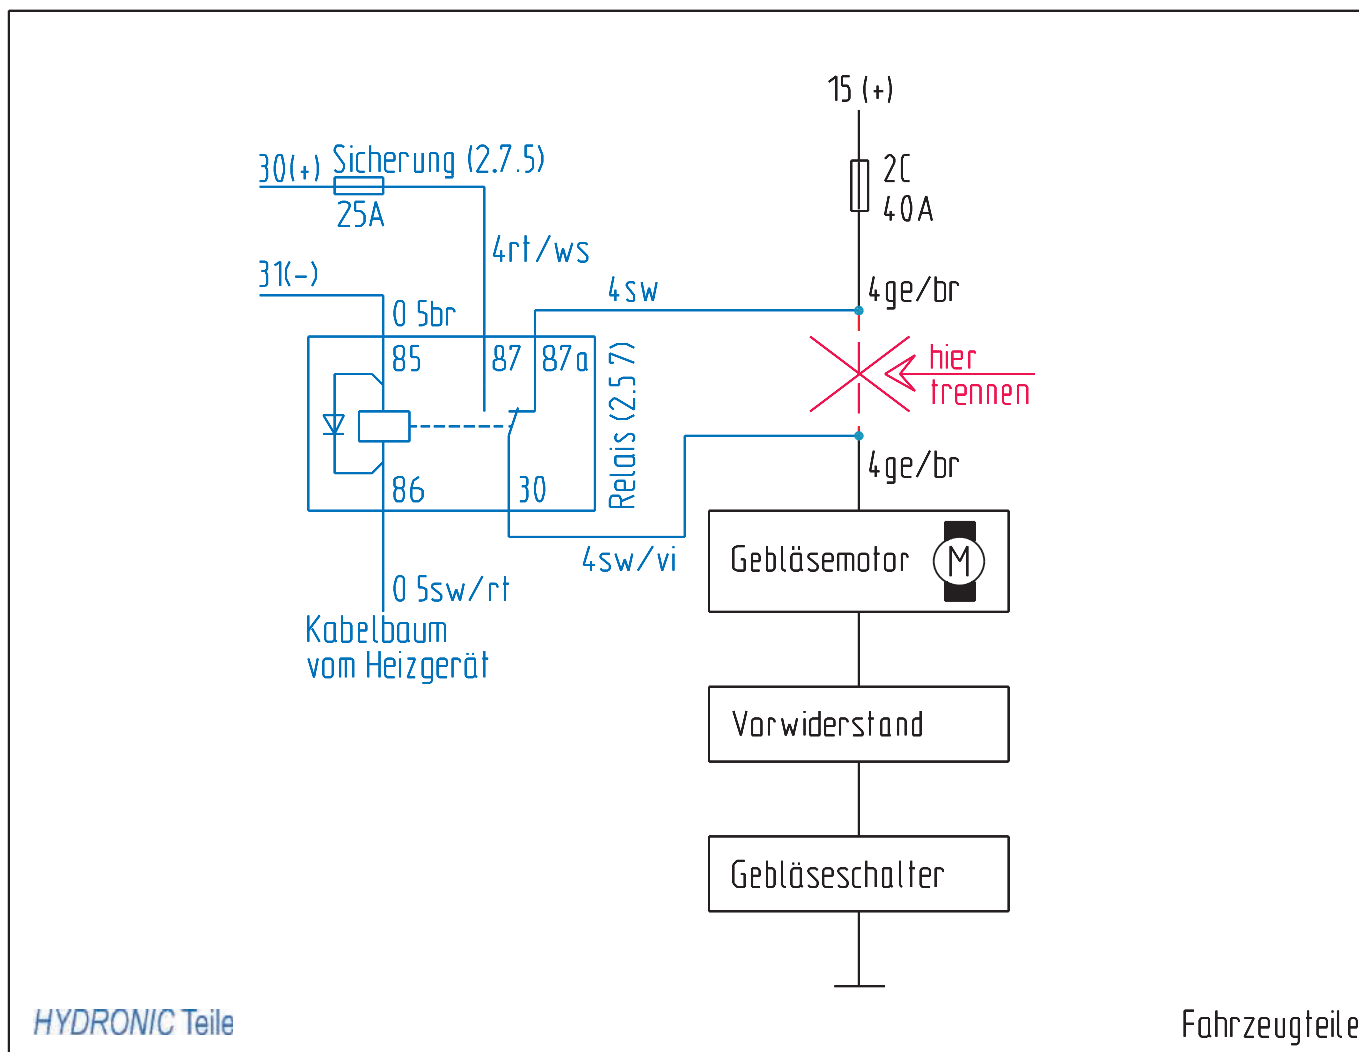 15 (+)
30(+) Sicherung (2.7.5)
25A
2C
40A
4rt/ws
31(-)
4sw
4ge/br
0 5br
85
87
87a
Relais (2.5 7)
hier
trennen
86
30
4ge/br
4sw/vi
Gebläsemotor
M
0 5sw/rt
Kabelbaum
vom Heizgerät
Vorwiderstand
Gebläseschalter
HYDRONIC Teile
Fahrzeugteile